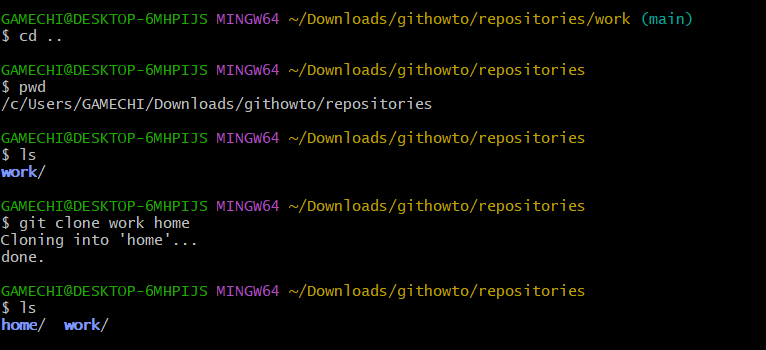 GAMECHI@DESKTOP-6MHPIJS MINGW64 ~/Downloads/githowto/repositories/work (main)
$ cd ..
GAMECHI@DESKTOP-6MHPIJS MINGW64 ~/Downloads/githowto/repositories
$ pwd
/c/Users/GAMECHI/Downloads/githowto/repositories
GAMECHI@DESKTOP-6MHPIJS MINGW64 ~/Downloads/githowto/repositories
$ ls
work/
GAMECHI@DESKTOP-6MHPIJS MINGW64 ~/Downloads/githowto/repositories
$ git clone work home
Cloning into 'home'...
done.
GAMECHI@DESKTOP-6MHPIJS MINGW64 ~/Downloads/githowto/repositories
$ ls
home/  work/